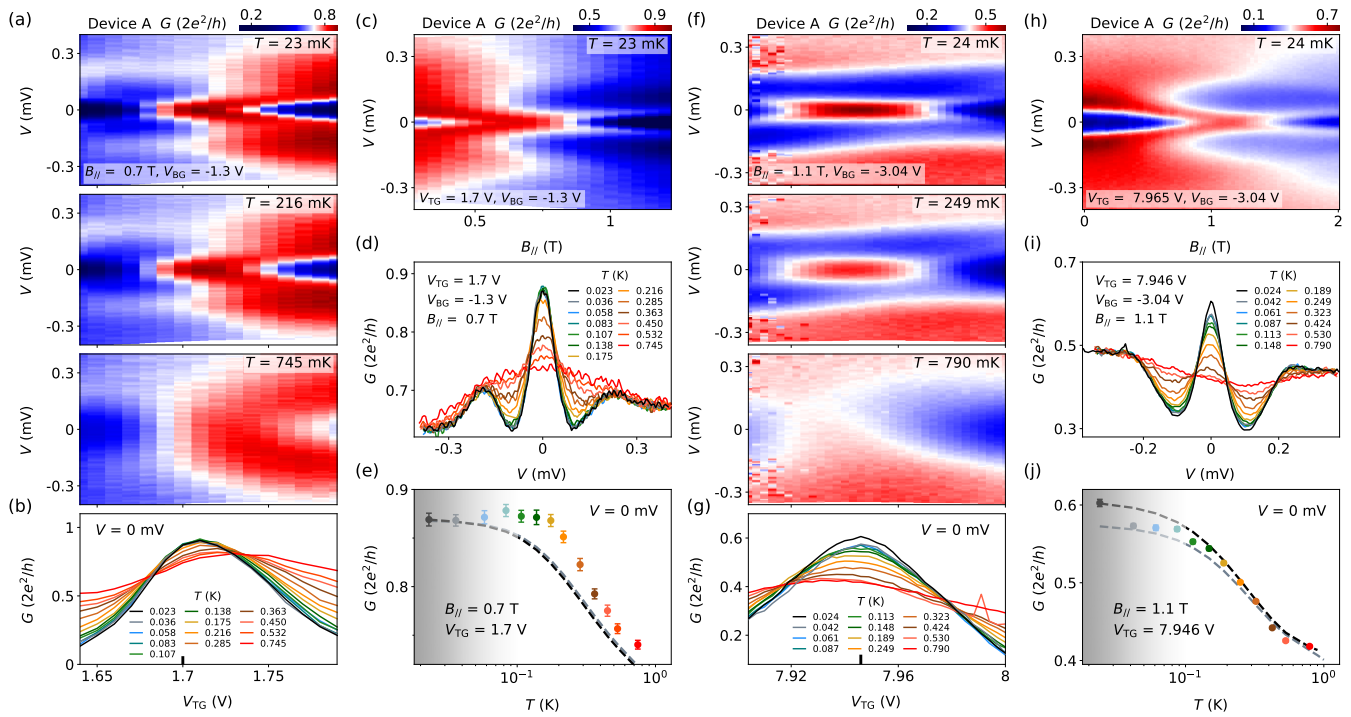 (a)
Device A G (2e²/h)
0.2
0.8
T = 23 mK
0.3
0
-0.3
V (mV)
B// = 0.7 T, VBG = -1.3 V
T = 216 mK
0.3
0
-0.3
V (mV)
T = 745 mK
0.3
0
-0.3
V (mV)
(b)
V = 0 mV
1
0.5
0
G (2e²/h)
T (K)
0.023
0.036
0.058
0.083
0.107
0.138
0.175
0.216
0.285
0.363
0.450
0.532
0.745
1.65
1.70
1.75
VTG (V)
(c)
Device A G (2e²/h)
0.5
0.9
T = 23 mK
0.3
0
-0.3
V (mV)
VTG = 1.7 V, VBG = -1.3 V
0.5
1
B// (T)
(d)
VTG = 1.7 V
VBG = -1.3 V
B// = 0.7 T
T (K)
0.023
0.036
0.058
0.083
0.107
0.138
0.175
0.216
0.285
0.363
0.450
0.532
0.745
0.9
0.8
0.7
G (2e²/h)
-0.3
0
0.3
V (mV)
(e)
V = 0 mV
0.9
0.8
G (2e²/h)
B// = 0.7 T
VTG = 1.7 V
10⁻¹
10⁰
T (K)
(f)
Device A G (2e²/h)
0.2
0.5
T = 24 mK
0.3
0
-0.3
V (mV)
B// = 1.1 T, VBG = -3.04 V
T = 249 mK
0.3
0
-0.3
V (mV)
T = 790 mK
0.3
0
-0.3
V (mV)
(g)
V = 0 mV
0.6
0.4
0.2
G (2e²/h)
T (K)
0.024
0.042
0.061
0.087
0.113
0.148
0.189
0.249
0.323
0.424
0.530
0.790
7.92
7.96
8
VTG (V)
(h)
Device A G (2e²/h)
0.1
0.7
T = 24 mK
0.3
0
-0.3
V (mV)
VTG = 7.965 V, VBG = -3.04 V
0
1
2
B// (T)
(i)
VTG = 7.946 V
VBG = -3.04 V
B// = 1.1 T
T (K)
0.024
0.042
0.061
0.087
0.113
0.148
0.189
0.249
0.323
0.424
0.530
0.790
0.7
0.5
0.3
G (2e²/h)
-0.3
0
0.3
V (mV)
(j)
V = 0 mV
0.6
0.5
0.4
G (2e²/h)
B// = 1.1 T
VTG = 7.946 V
10⁻¹
10⁰
T (K)